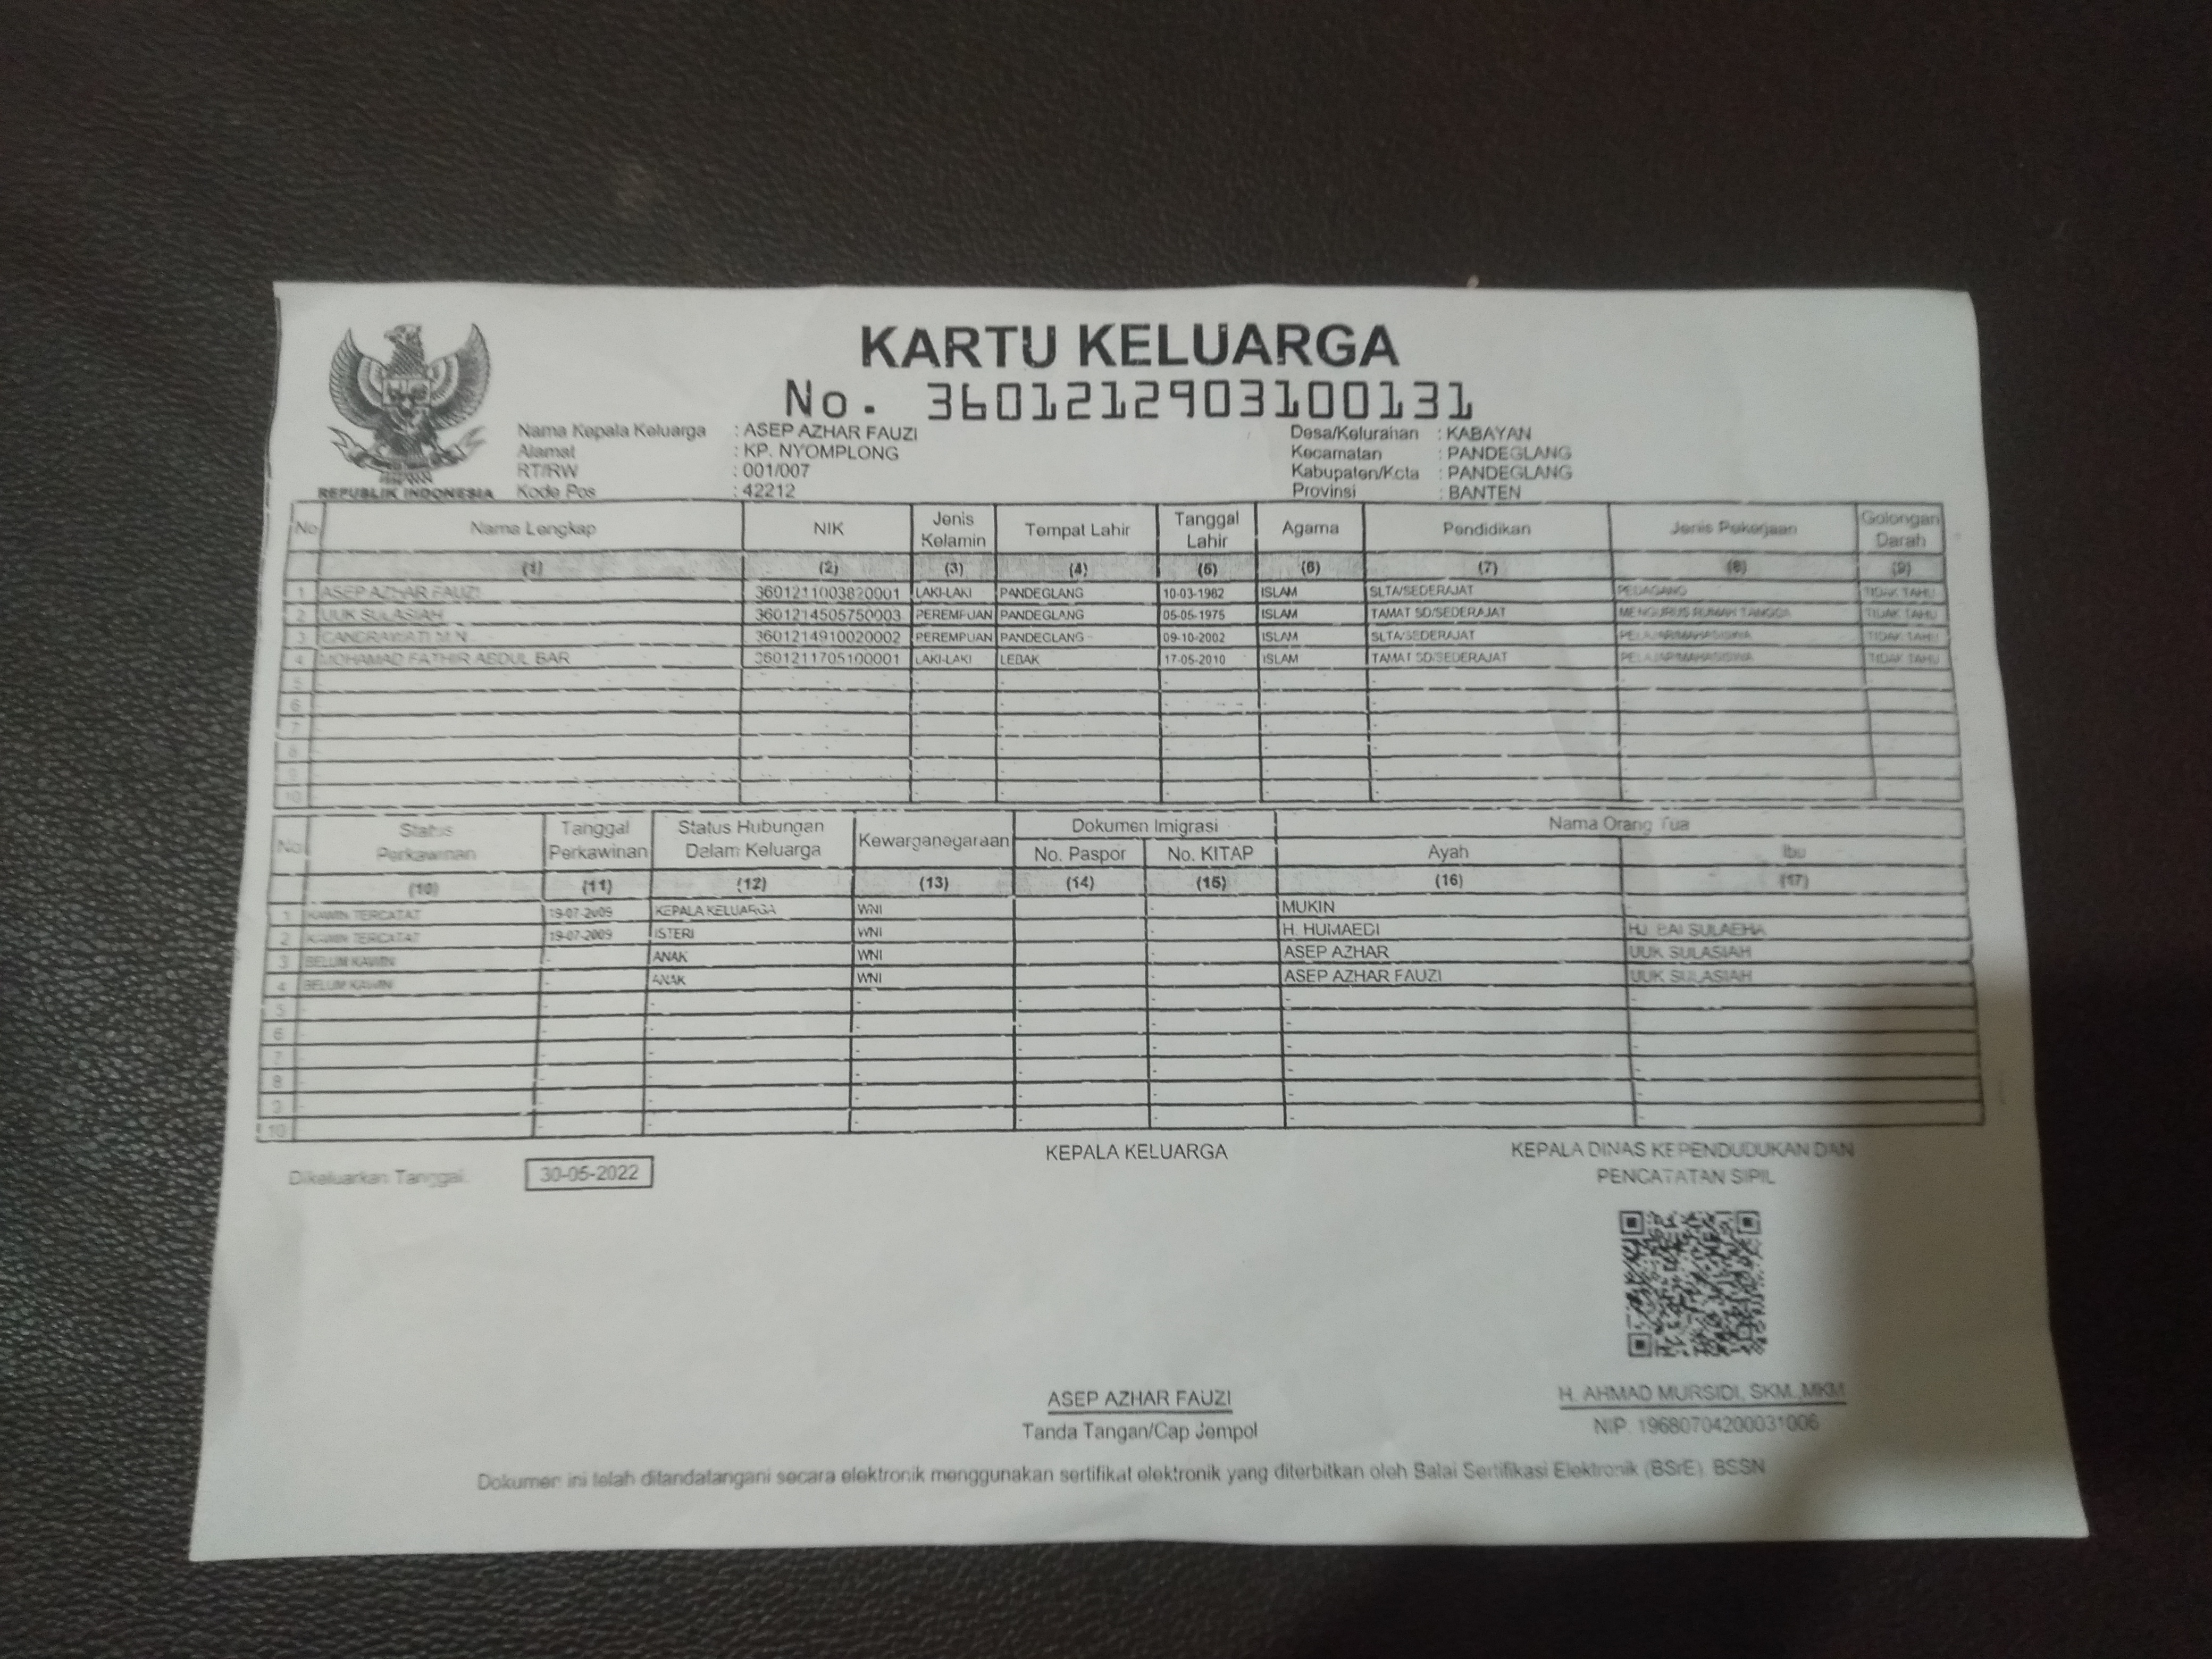 KARTU KELUARGA
No. 3601212903100131
Nama Kepala Keluarga : ASEP AZHAR FAUZI
Alamat : KP. NYOMPLONG
RT/RW : 001/007
Kode Pos : 42212
Desa/Kelurahan : KABAYAN
Kecamatan : PANDEGLANG
Kabupaten/Kota : PANDEGLANG
Provinsi : BANTEN
REPUBLIK INDONESIA
No Nama Lengkap NIK Jenis Kelamin Tempat Lahir Tanggal Lahir Agama Pendidikan Jenis Pekerjaan Golongan Darah
(1) (2) (3) (4) (5) (6) (7) (8) (9)
1 ASEP AZHAR FAUZI 3601211003820001 LAKI-LAKI PANDEGLANG 10-03-1982 ISLAM SLTA/SEDERAJAT PEDAGANG TIDAK TAHU
2 UUK SULASIAH 3601214505750003 PEREMPUAN PANDEGLANG 05-05-1975 ISLAM TAMAT SD/SEDERAJAT MENGURUS RUMAH TANGGA TIDAK TAHU
3 CANDRAWATI M.N. 3601214910020002 PEREMPUAN PANDEGLANG 09-10-2002 ISLAM SLTA/SEDERAJAT PELAJAR/MAHASISWA TIDAK TAHU
4 MOHAMAD FATHIR ABDUL BAR 3601211705100001 LAKI-LAKI LEBAK 17-05-2010 ISLAM TAMAT SD/SEDERAJAT PELAJAR/MAHASISWA TIDAK TAHU
5 - - - - - - - - -
6 - - - - - - - - -
7 - - - - - - - - -
8 - - - - - - - - -
9 - - - - - - - - -
10 - - - - - - - - -
No Status Perkawinan Tanggal Perkawinan Status Hubungan Dalam Keluarga Kewarganegaraan Dokumen Imigrasi Nama Orang Tua
No. Paspor No. KITAP Ayah Ibu
(10) (11) (12) (13) (14) (15) (16) (17)
1 KAWIN TERCATAT 19-07-2009 KEPALA KELUARGA WNI - MUKIN
2 KAWIN TERCATAT 19-07-2009 ISTERI WNI - H. HUMAEDI HJ. BAI SULAEHA
3 BELUM KAWIN - ANAK WNI - ASEP AZHAR UUK SULASIAH
4 BELUM KAWIN - ANAK WNI - ASEP AZHAR FAUZI UUK SULASIAH
5 - - - - - - - -
6 - - - - - - - -
7 - - - - - - - -
8 - - - - - - - -
9 - - - - - - - -
10 - - - - - - - -
Dikeluarkan Tanggal : 30-05-2022
KEPALA KELUARGA
ASEP AZHAR FAUZI
Tanda Tangan/Cap Jempol
KEPALA DINAS KEPENDUDUKAN DAN
PENCATATAN SIPIL
H. AHMAD MURSIDI, SKM.,MKM
NIP. 196807042000031006
Dokumen ini telah ditandatangani secara elektronik menggunakan sertifikat elektronik yang diterbitkan oleh Balai Sertifikasi Elektronik (BSrE), BSSN